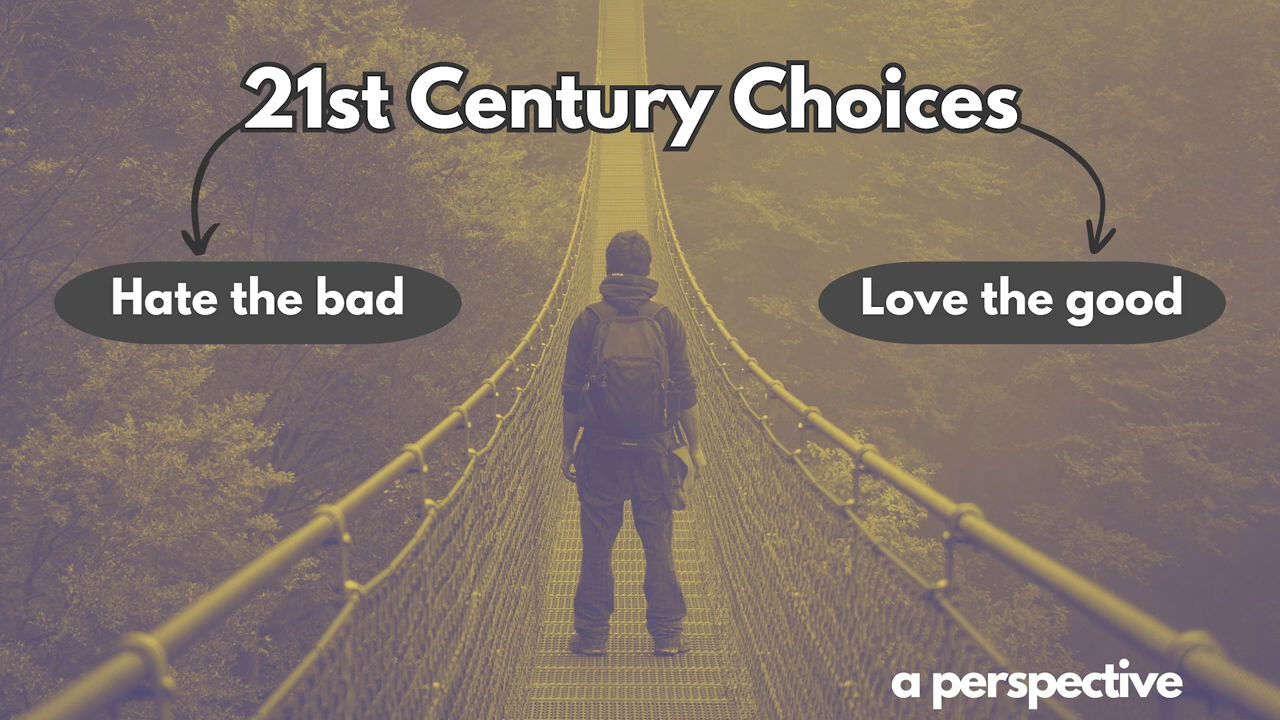 21st Century Choices
Hate the bad
Love the good
a perspective